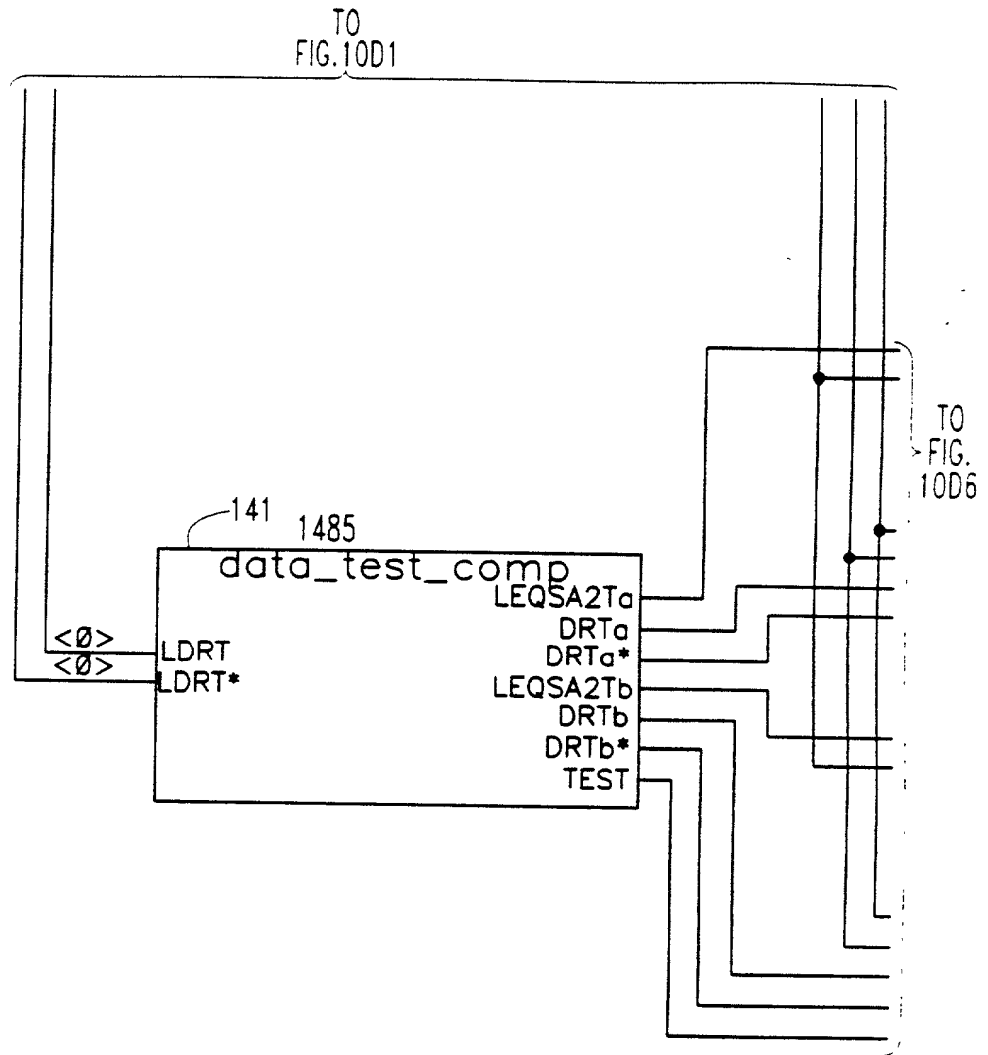 TO
FIG.10D1
TO
FIG.
10D6
141
1485
data_test_comp
LEQSA2Ta
DRTa
<Ø>
LDRT
DRTa*
<Ø>
LDRT*
LEQSA2Tb
DRTb
DRTb*
TEST